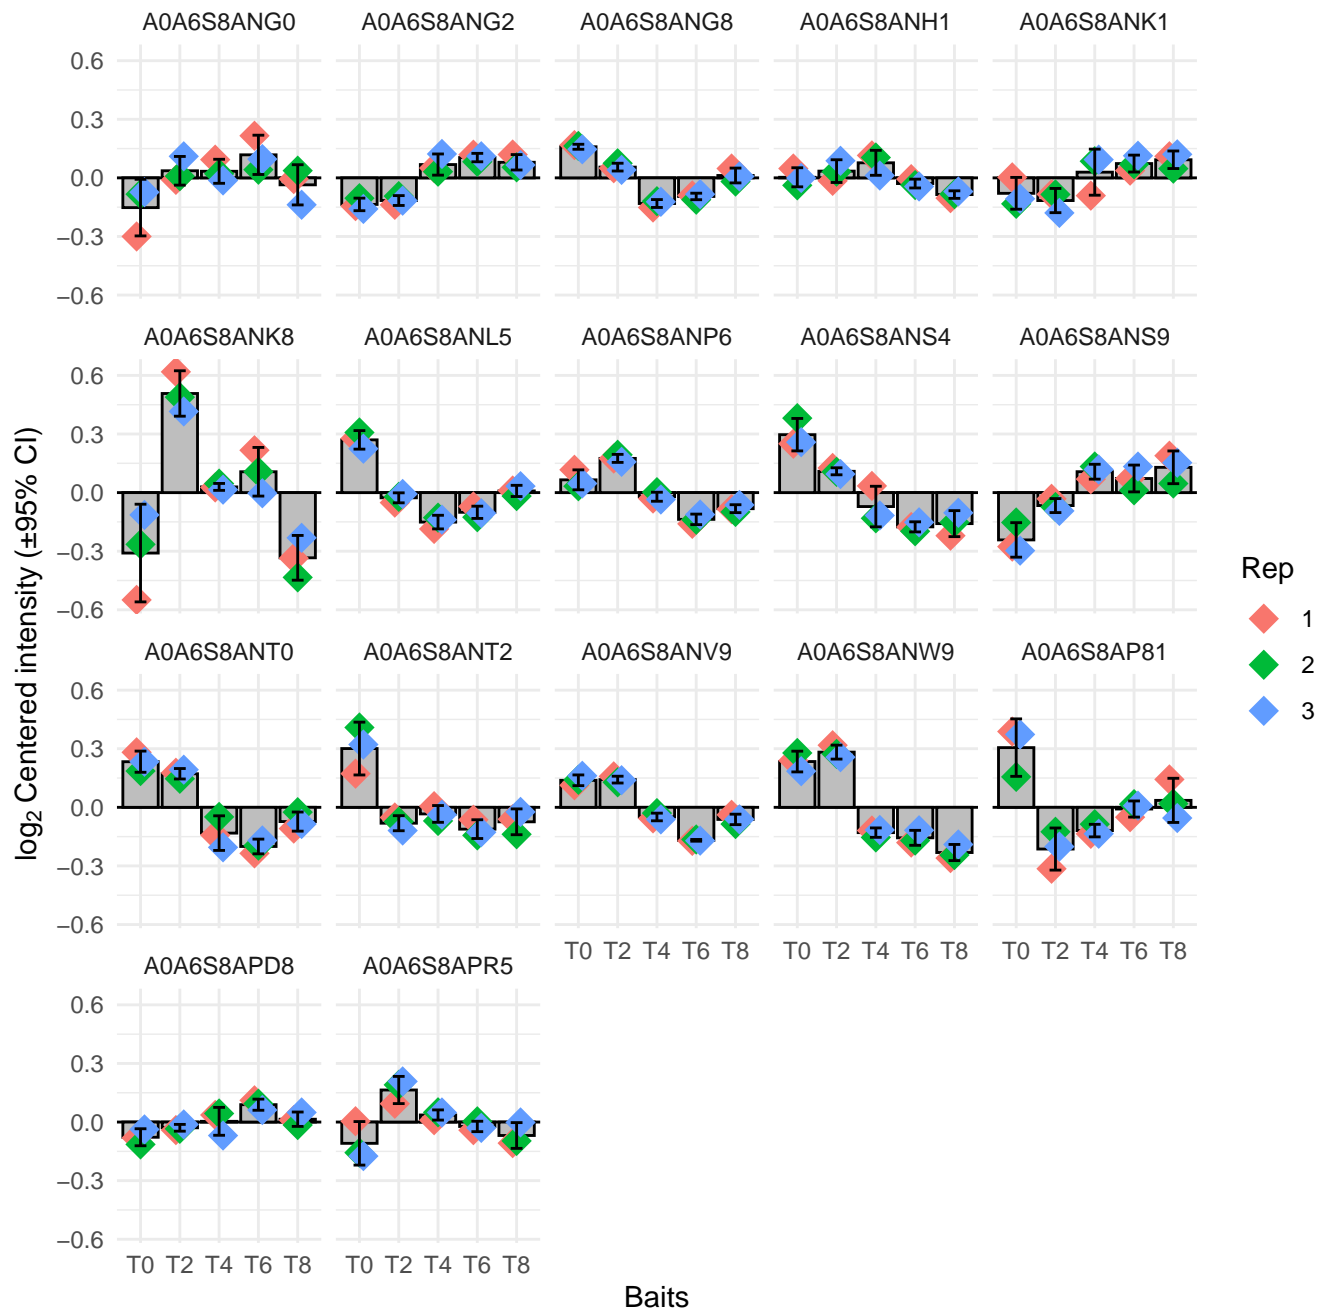 A0A6S8ANG0 A0A6S8ANG2 A0A6S8ANG8 A0A6S8ANH1 A0A6S8ANK1
0.6
0.3
0.0
−0.3
−0.6
A0A6S8ANK8 A0A6S8ANL5 A0A6S8ANP6 A0A6S8ANS4 A0A6S8ANS9
0.6
0.3
0.0
−0.3
−0.6
A0A6S8ANT0 A0A6S8ANT2 A0A6S8ANV9 A0A6S8ANW9 A0A6S8AP81
0.6
0.3
0.0
−0.3
−0.6
T0 T2 T4 T6 T8 T0 T2 T4 T6 T8 T0 T2 T4 T6 T8
A0A6S8APD8 A0A6S8APR5
0.6
0.3
0.0
−0.3
−0.6
T0 T2 T4 T6 T8 T0 T2 T4 T6 T8
Baits
log₂ Centered intensity (±95% CI)
Rep
1
2
3